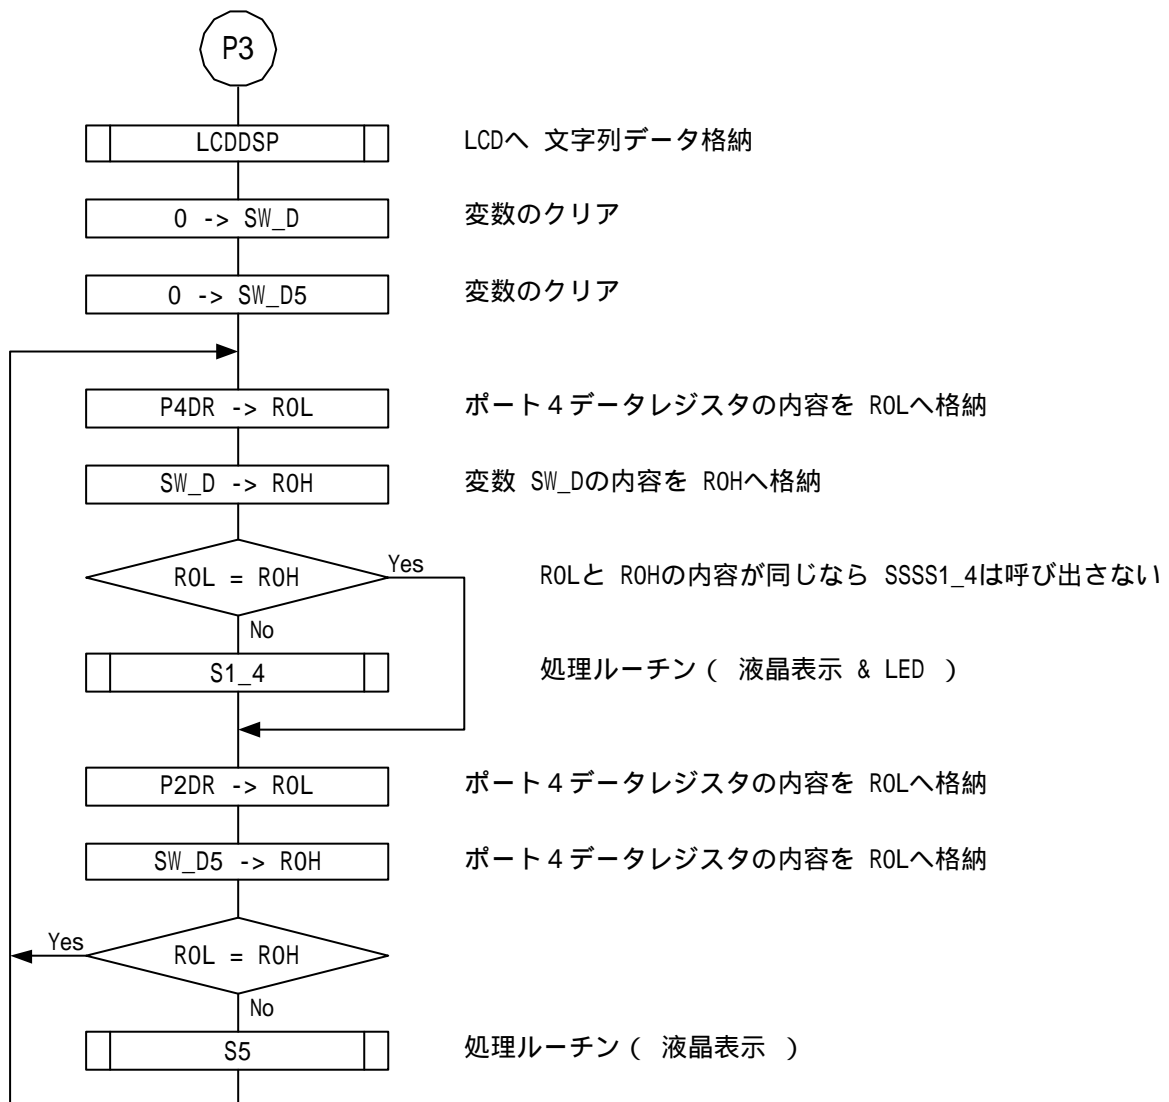 P3
LCDDSP
LCDへ 文字列データ格納
0 -> SW_D
変数のクリア
0 -> SW_D5
変数のクリア
P4DR -> R0L
ポート４データレジスタの内容を R0Lへ格納
SW_D -> R0H
変数 SW_Dの内容を R0Hへ格納
R0L = R0H
Yes
R0Lと R0Hの内容が同じなら SSSS1_4は呼び出さない
No
S1_4
処理ルーチン（ 液晶表示 & LED ）
P2DR -> R0L
ポート４データレジスタの内容を R0Lへ格納
SW_D5 -> R0H
ポート４データレジスタの内容を R0Lへ格納
Yes
R0L = R0H
No
S5
処理ルーチン（ 液晶表示 ）